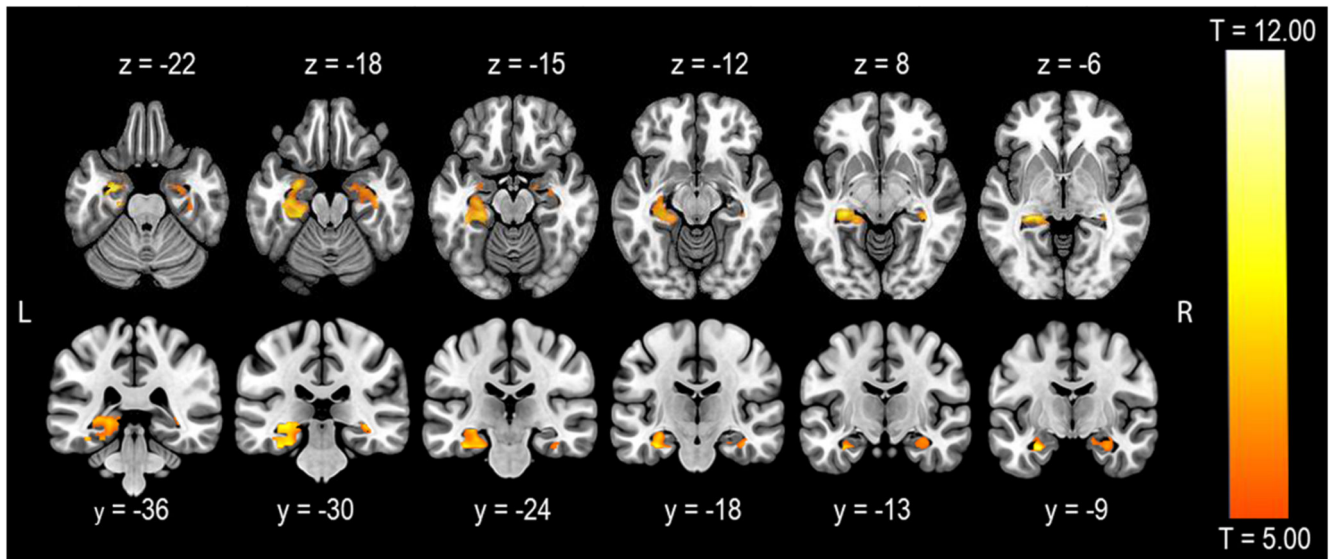 T = 12.00
z = -22
z = -18
z = -15
z = -12
z = 8
z = -6
L
R
y = -36
y = -30
y = -24
y = -18
y = -13
y = -9
T = 5.00